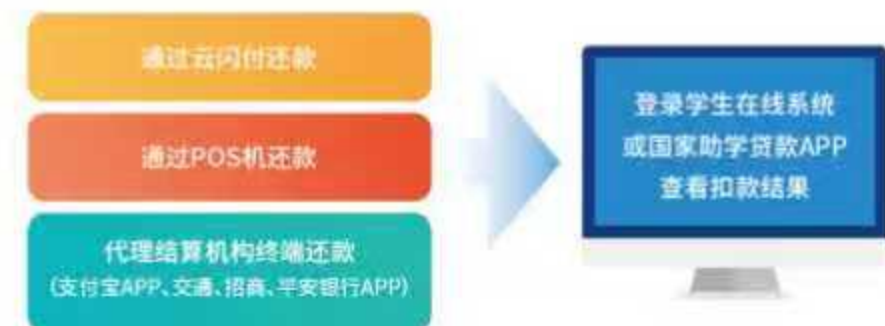 通过云闪付还款
通过POS机还款
代理结算机构终端还款
(支付宝APP、交通、招商、平安银行APP)
登录学生在线系统
或国家助学贷款APP
查看扣款结果